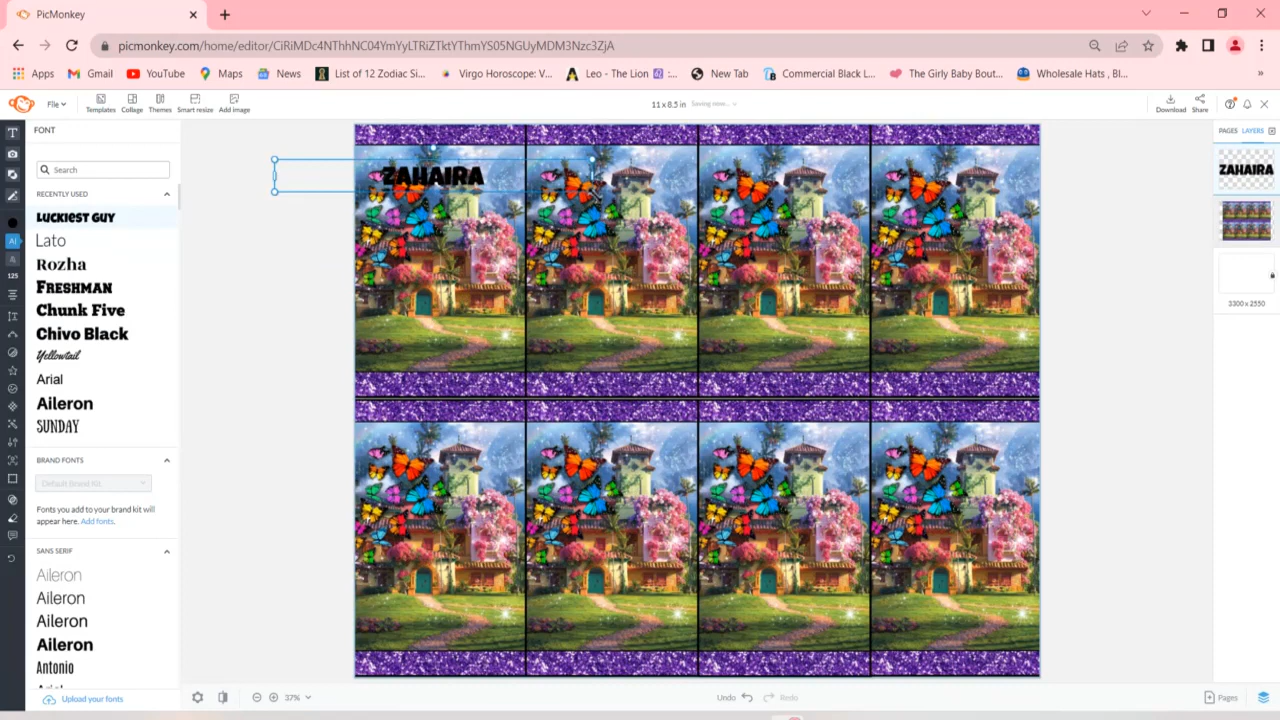 PicMonkey
picmonkey.com/home/editor/CiRiMDc4NThhNC04YmYyLTRiZTktYThmYS05NGUyMDM3Nzc3ZjA
Apps
Gmail
YouTube
Maps
News
List of 12 Zodiac Si...
Virgo Horoscope: V...
Leo - The Lion
New Tab
Commercial Black L...
The Girly Baby Bout...
Wholesale Hats , Bl...
»
File
Templates
Collage
Themes
Smart resize
Add image
11 x 8.5 in
Saving now...
Download
Share
FONT
PAGES
LAYERS
Search
RECENTLY USED
LUCKIEST GUY
Lato
Rozha
FRESHMAN
Chunk Five
Chivo Black
Yellowtail
Arial
Aileron
SUNDAY
BRAND FONTS
Default Brand Kit
Fonts you add to your brand kit will
appear here. Add fonts.
SANS SERIF
Aileron
Aileron
Aileron
Aileron
Antonio
Upload your fonts
125
ZAHAIRA
ZAHAIRA
3300 x 2550
37%
Undo
Redo
Pages